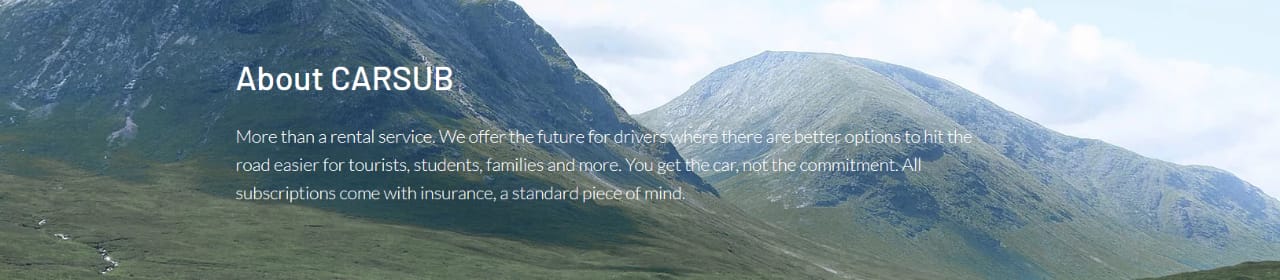 About CARSUB
More than a rental service. We offer the future for drivers where there are better options to hit the
road easier for tourists, students, families and more. You get the car, not the commitment. All
subscriptions come with insurance, a standard piece of mind.